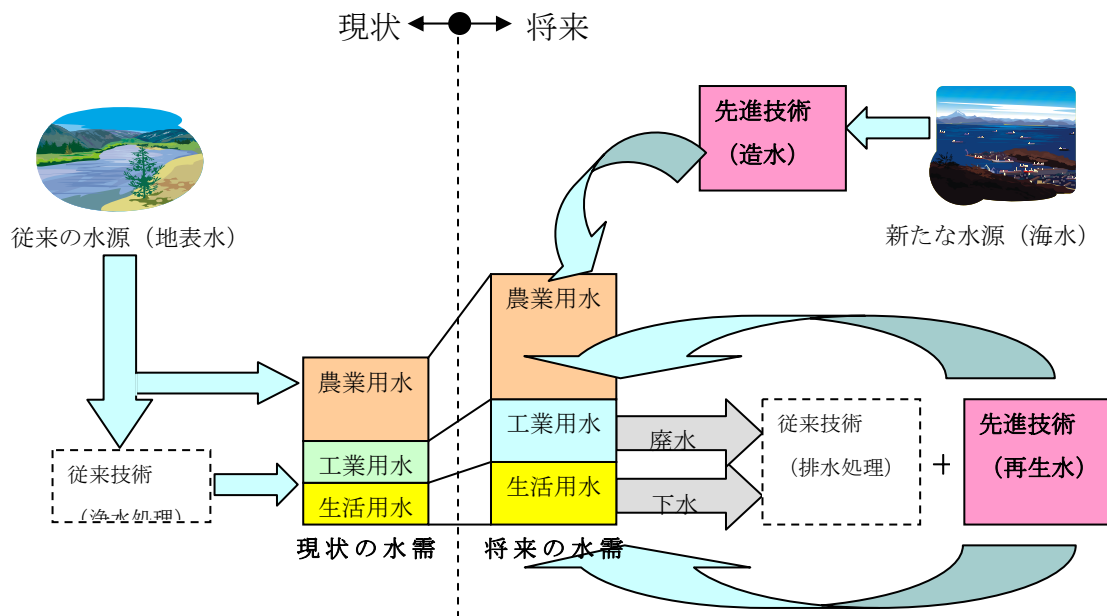 現状
将来
先進技術
(造水)
従来の水源(地表水)
新たな水源(海水)
農業用水
農業用水
工業用水
従来技術
先進技術
廃水
(排水処理)
+
(再生水)
工業用水
生活用水
従来技術
(浄水処理)
生活用水
下水
現状の水需
将来の水需